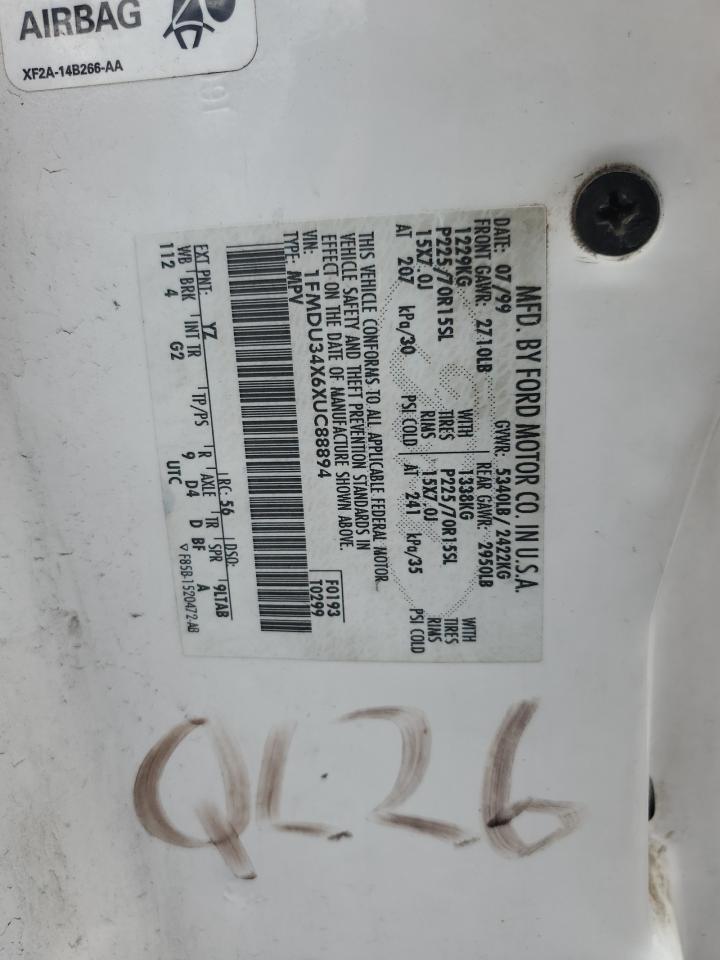 AIRBAG
XF2A-14B266-AA
MFD. BY FORD MOTOR CO. IN U.S.A.
DATE: 07/99 GVWR: 5340LB/ 2422KG
FRONT GAWR: 2710LB REAR GAWR: 2950LB
1229KG WITH 1338KG WITH
P225/70R15SL TIRES P225/70R15SL TIRES
15X7.0J RIMS 15X7.0J RIMS
AT 207 kPa/30 PSI COLD AT 241 kPa/35 PSI COLD
THIS VEHICLE CONFORMS TO ALL APPLICABLE FEDERAL MOTOR
VEHICLE SAFETY AND THEFT PREVENTION STANDARDS IN
EFFECT ON THE DATE OF MANUFACTURE SHOWN ABOVE.
VIN: 1FMDU34X6XUC88894 F0193
TYPE: MPV T0299
EXT PNT: YZ RC: 56 DSO: 9LTAB
WB BRK INT TR TP/PS R AXLE TR SPR
112 4 G2 9 D4 D BF A
UTC ▽ F85B-1520472-AB
QL26